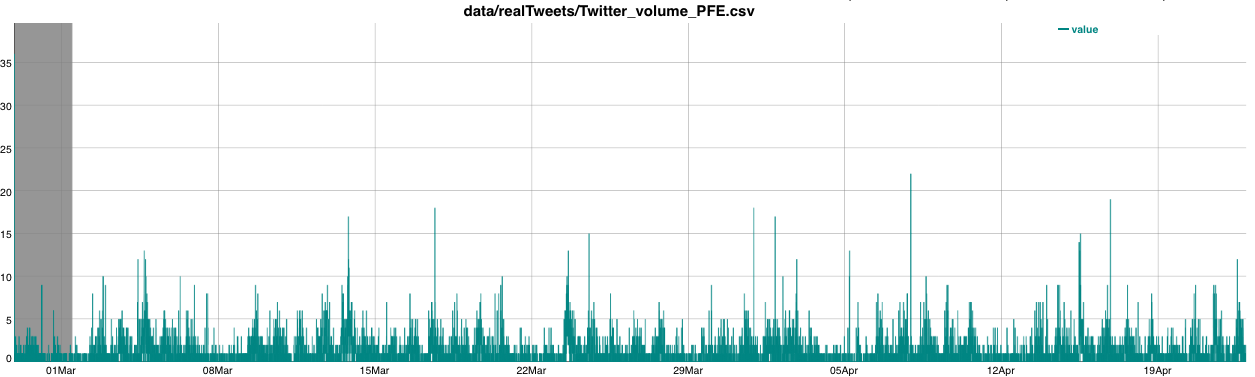 data/realTweets/Twitter_volume_PFE.csv
value
35
30
25
20
15
10
5
0
01Mar 08Mar 15Mar 22Mar 29Mar 05Apr 12Apr 19Apr